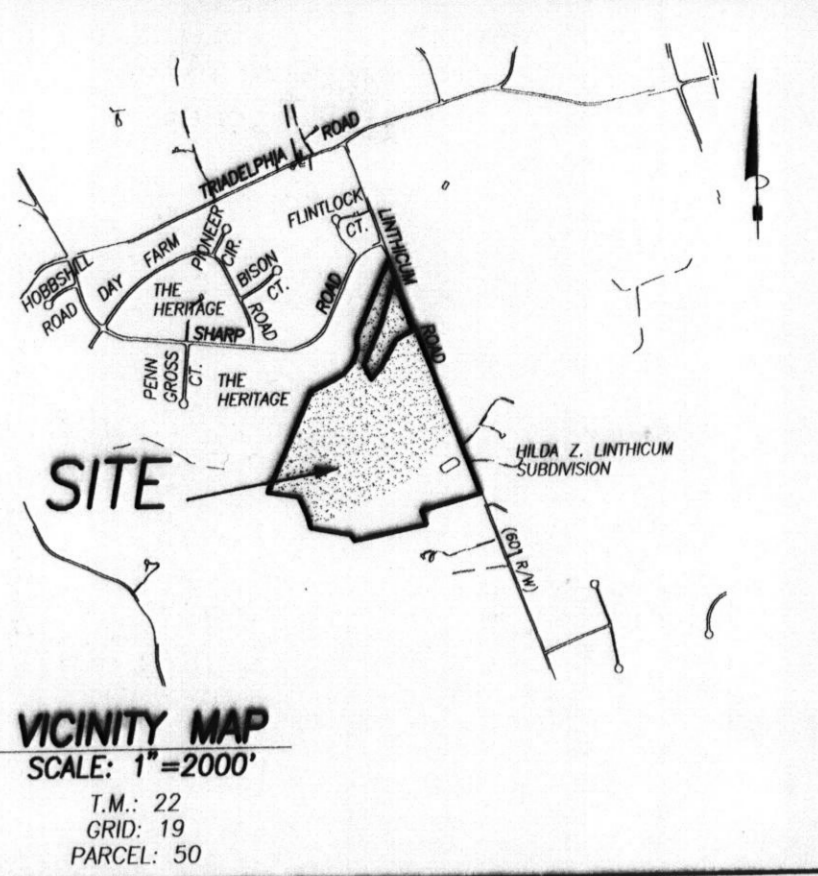 TRIADELPHIA ROAD
FLINTLOCK
CT.
LINTHICUM
ROAD
PIONEER
CIR.
BISON
CT.
ROAD
DAY FARM
ROAD
HOBBSHILL
ROAD
THE
HERITAGE
SHARP
PENN
GROSS
CT.
THE
HERITAGE
SITE
HILDA Z. LINTHICUM
SUBDIVISION
(60' R/W)
VICINITY MAP
SCALE: 1"=2000'
T.M.: 22
GRID: 19
PARCEL: 50